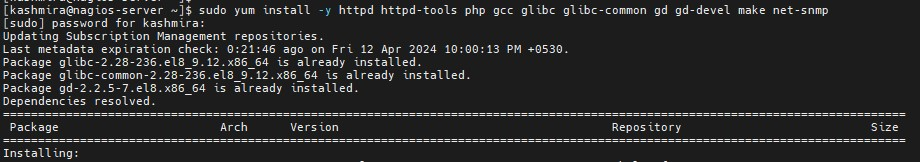 [kashmira@nagios-server ~]$ sudo yum install -y httpd httpd-tools php gcc glibc glibc-common gd gd-devel make net-snmp
[sudo] password for kashmira:
Updating Subscription Management repositories.
Last metadata expiration check: 0:21:46 ago on Fri 12 Apr 2024 10:00:13 PM +0530.
Package glibc-2.28-236.el8_9.12.x86_64 is already installed.
Package glibc-common-2.28-236.el8_9.12.x86_64 is already installed.
Package gd-2.2.5-7.el8.x86_64 is already installed.
Dependencies resolved.
Package Arch Version Repository Size
Installing: